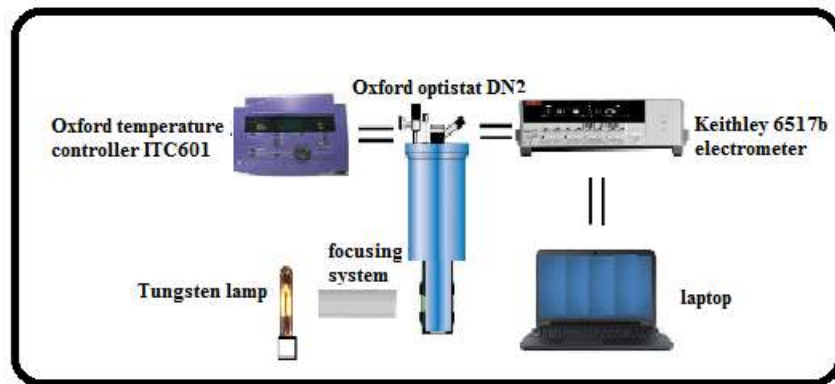 Oxford optistat DN2
Oxford temperature
controller ITC601
Keithley 6517b
electrometer
focusing
system
Tungsten lamp
laptop